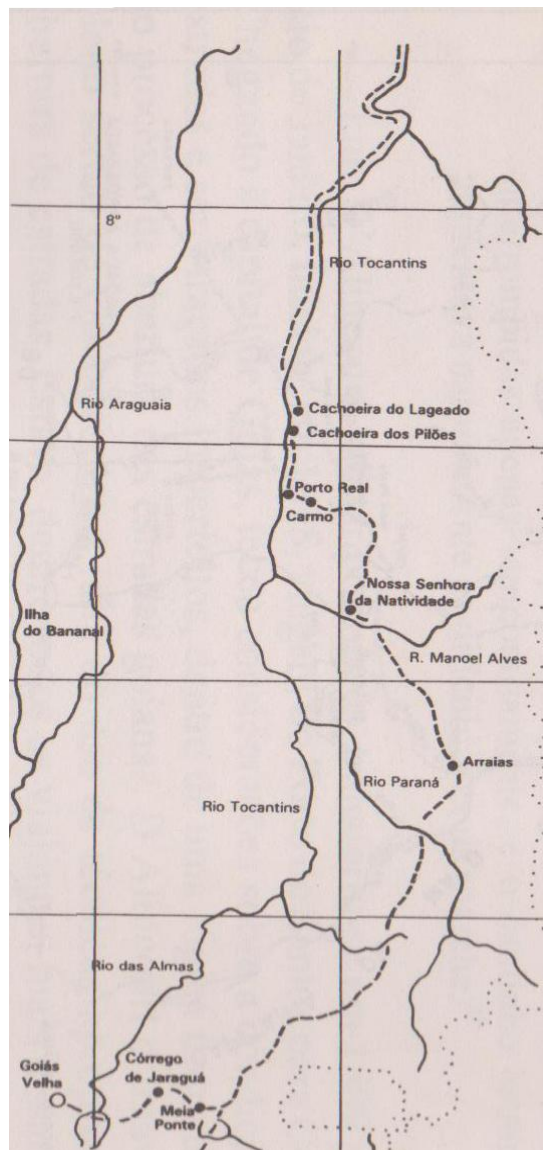 8°
Rio Tocantins
Rio Araguaia
Cachoeira do Lageado
Cachoeira dos Pilões
Porto Real
Carmo
Nossa Senhora
da Natividade
Ilha
do Bananal
R. Manoel Alves
Arraias
Rio Paraná
Rio Tocantins
Rio das Almas
Córrego
de Jaraguá
Goiás
Velha
Meia
Ponte